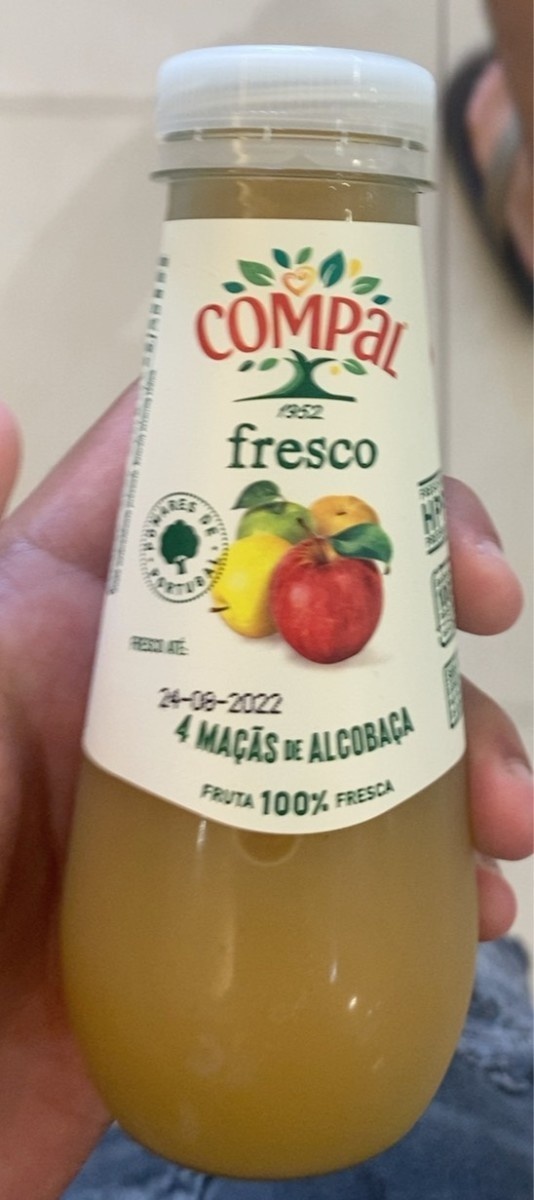 COMPAL
1952
fresco
POMARES DE PORTUGAL
FRESCO ATÉ:
24-08-2022
4 MAÇÃS DE ALCOBAÇA
FRUTA 100% FRESCA